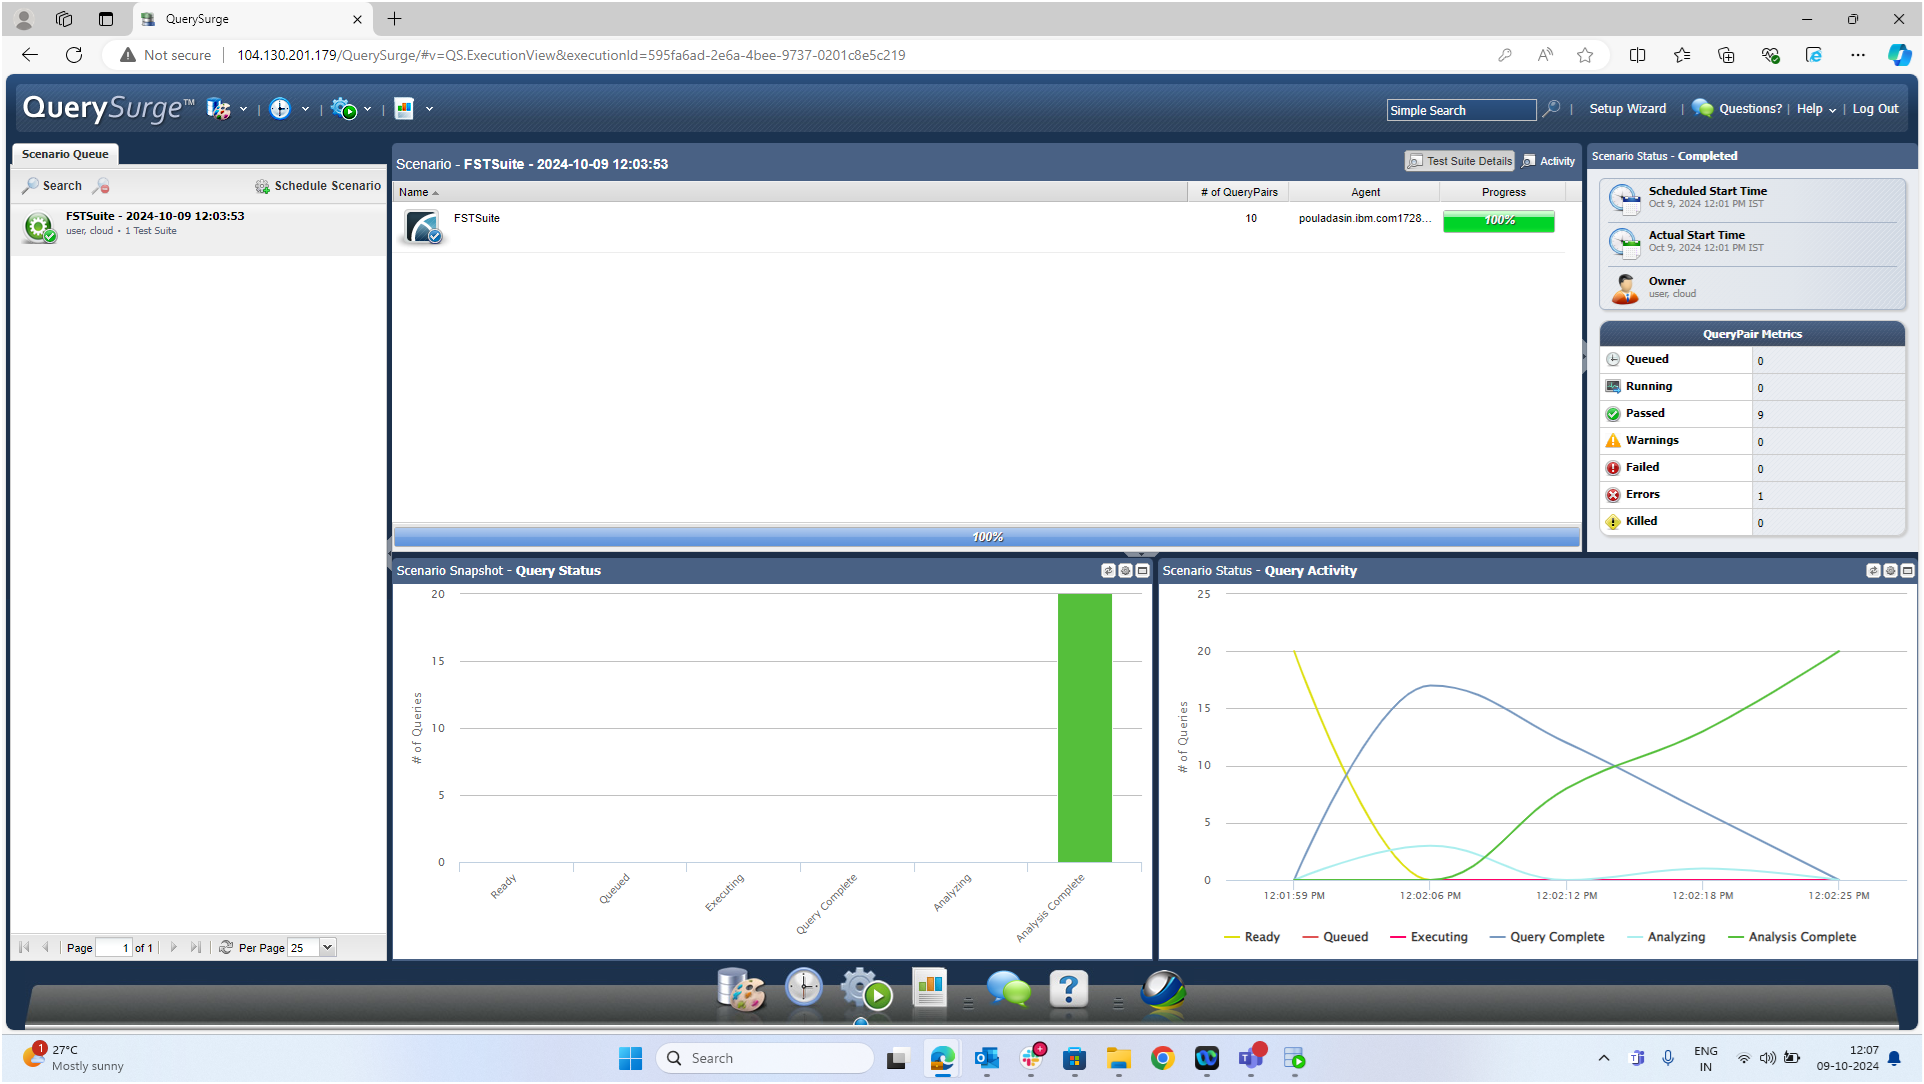 QuerySurge
Not secure
104.130.201.179/QuerySurge/#v=QS.ExecutionView&executionId=595fa6ad-2e6a-4bee-9737-0201c8e5c219
QuerySurge™
Simple Search
Setup Wizard
Questions?
Help
Log Out
Scenario Queue
Search
Schedule Scenario
FSTSuite - 2024-10-09 12:03:53
user, cloud • 1 Test Suite
Page 1 of 1
Per Page 25
Scenario - FSTSuite - 2024-10-09 12:03:53
Test Suite Details
Activity
Name
# of QueryPairs
Agent
Progress
FSTSuite
10
pouladasin.ibm.com1728...
100%
100%
Scenario Status - Completed
Scheduled Start Time
Oct 9, 2024 12:01 PM IST
Actual Start Time
Oct 9, 2024 12:01 PM IST
Owner
user, cloud
QueryPair Metrics
Queued 0
Running 0
Passed 9
Warnings 0
Failed 0
Errors 1
Killed 0
Scenario Snapshot - Query Status
20
15
10
5
0
# of Queries
Ready
Queued
Executing
Query Complete
Analyzing
Analysis Complete
Scenario Status - Query Activity
25
20
15
10
5
0
# of Queries
12:01:59 PM
12:02:06 PM
12:02:12 PM
12:02:18 PM
12:02:25 PM
Ready
Queued
Executing
Query Complete
Analyzing
Analysis Complete
1
27°C
Mostly sunny
Search
ENG
IN
12:07
09-10-2024